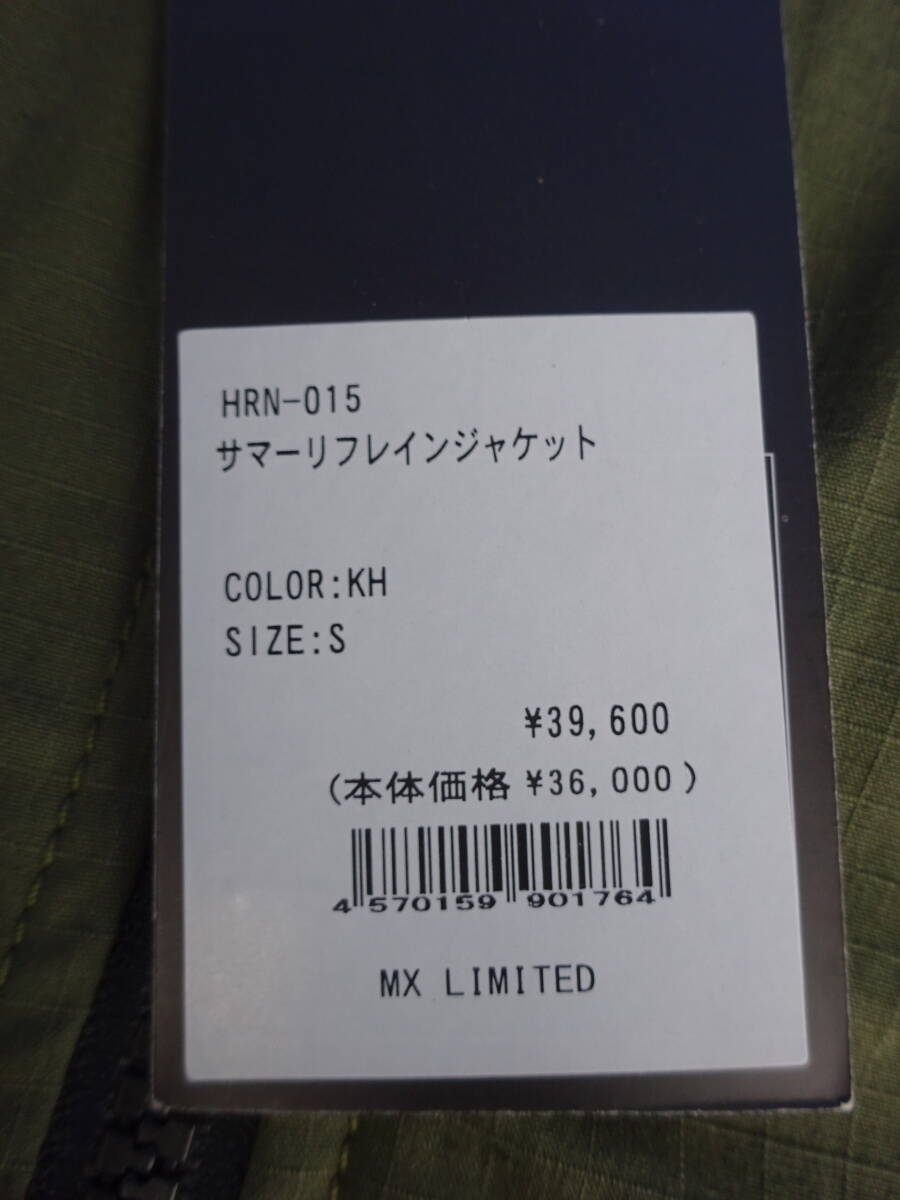 HRN-015
サマーリフレインジャケット
COLOR:KH
SIZE:S
¥39,600
(本体価格 ¥36,000)
4 570159 901764
MX LIMITED